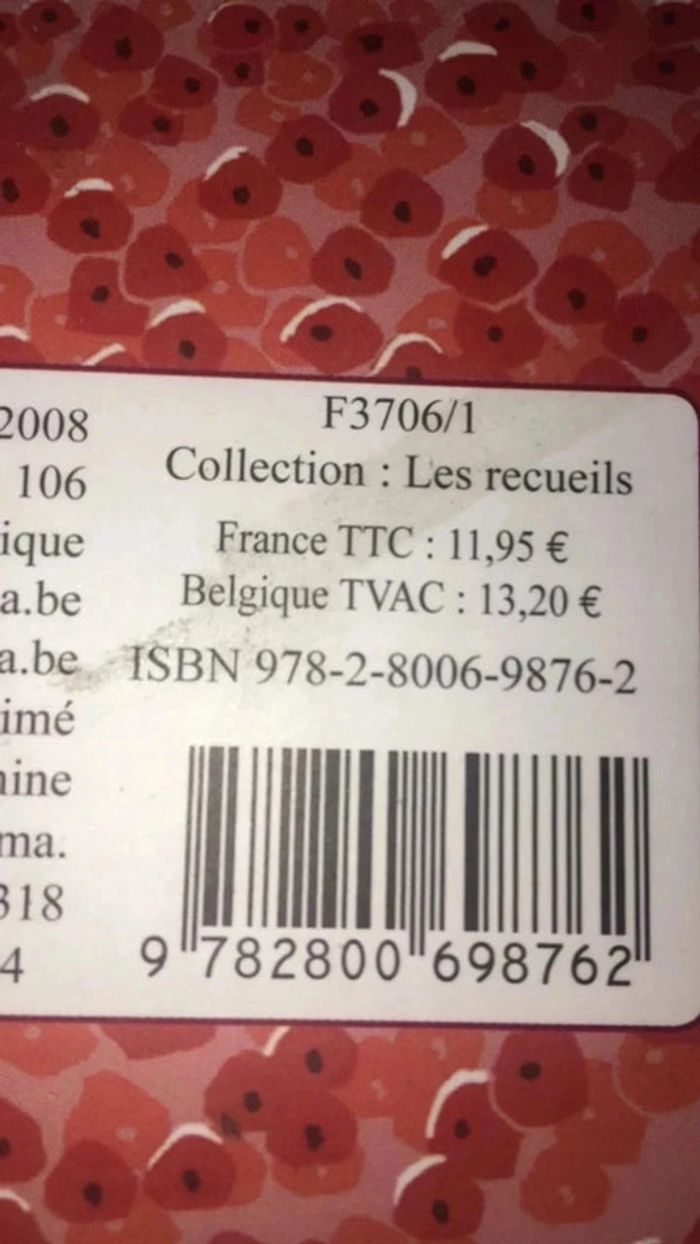 2008
106
ique
a.be
a.be
imé
ine
ma.
318
4
F3706/1
Collection : Les recueils
France TTC : 11,95 €
Belgique TVAC : 13,20 €
ISBN 978-2-8006-9876-2
9 782800 698762